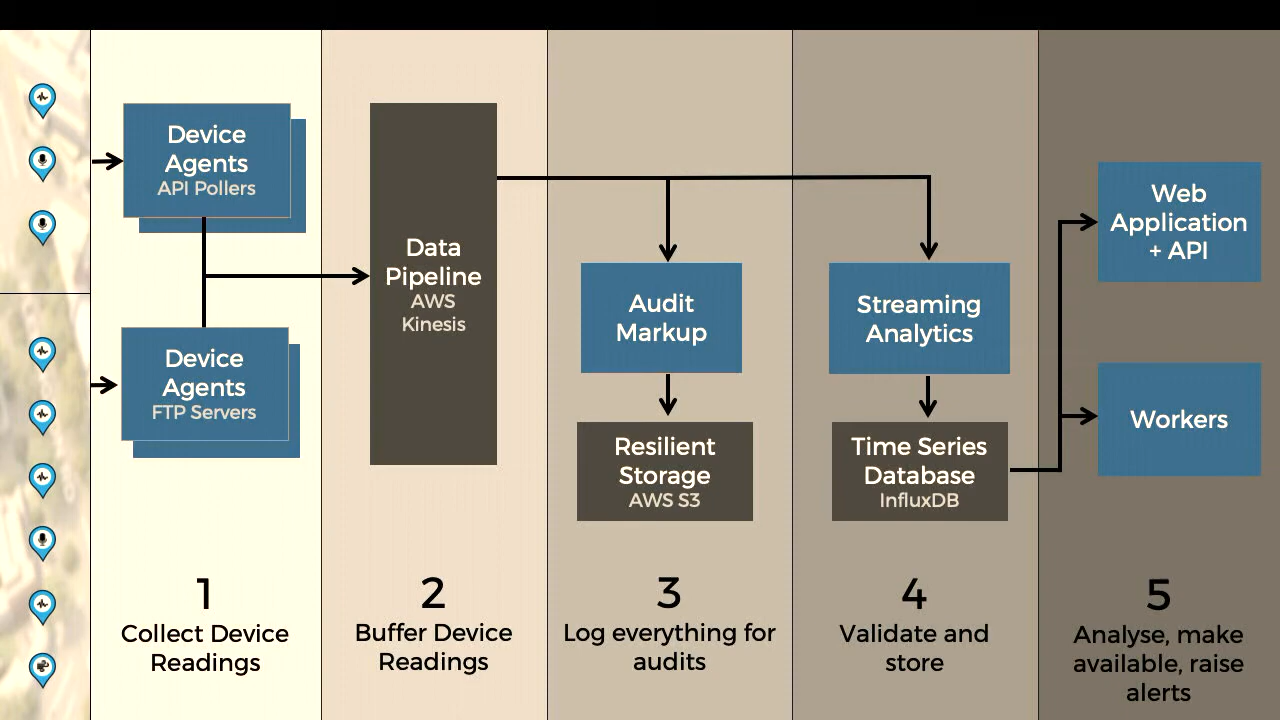 Device
Agents
API Pollers
Device
Agents
FTP Servers
Data
Pipeline
AWS
Kinesis
Audit
Markup
Resilient
Storage
AWS S3
Streaming
Analytics
Time Series
Database
InfluxDB
Web
Application
+ API
Workers
1
Collect Device
Readings
2
Buffer Device
Readings
3
Log everything for
audits
4
Validate and
store
5
Analyse, make
available, raise
alerts